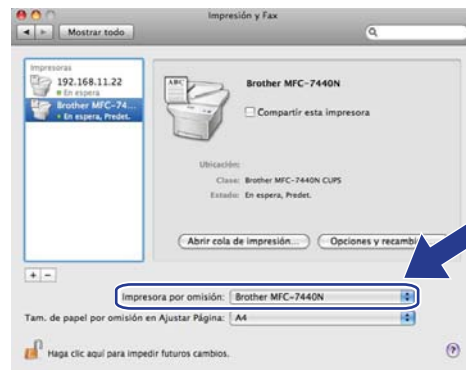 Impresión y Fax
Mostrar todo
Impresoras
192.168.11.22
En espera
Brother MFC-74...
En espera, Predet.
ABC
Brother MFC-7440N
Compartir esta impresora
Ubicación:
Clase: Brother MFC-7440N CUPS
Estado: En espera, Predet.
Abrir cola de impresión... Opciones y recambi
+ -
Impresora por omisión: Brother MFC-7440N
Tam. de papel por omisión en Ajustar Página: A4
Haga clic aquí para impedir futuros cambios. ?